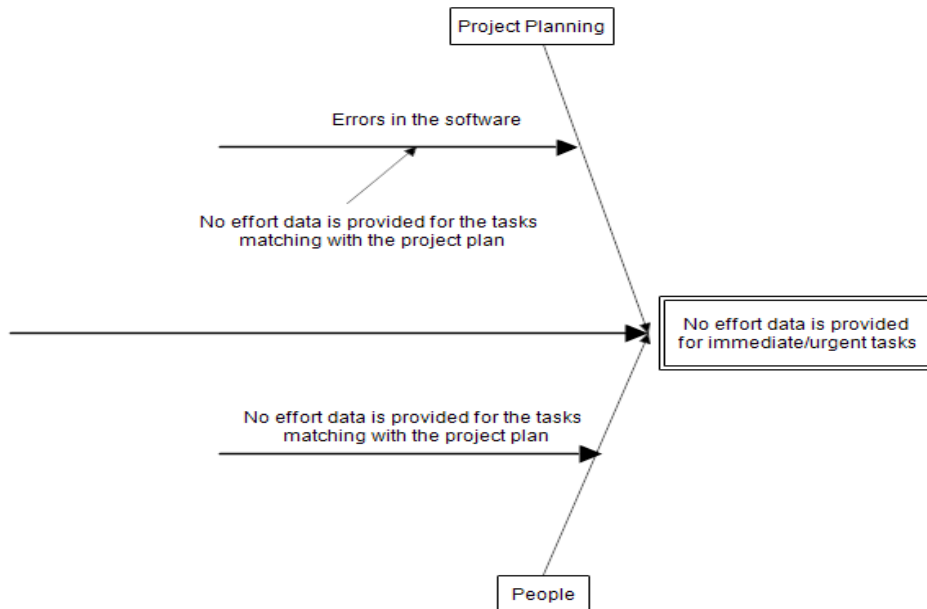 Project Planning
Errors in the software
No effort data is provided for the tasks
matching with the project plan
No effort data is provided
for immediate/urgent tasks
No effort data is provided for the tasks
matching with the project plan
People